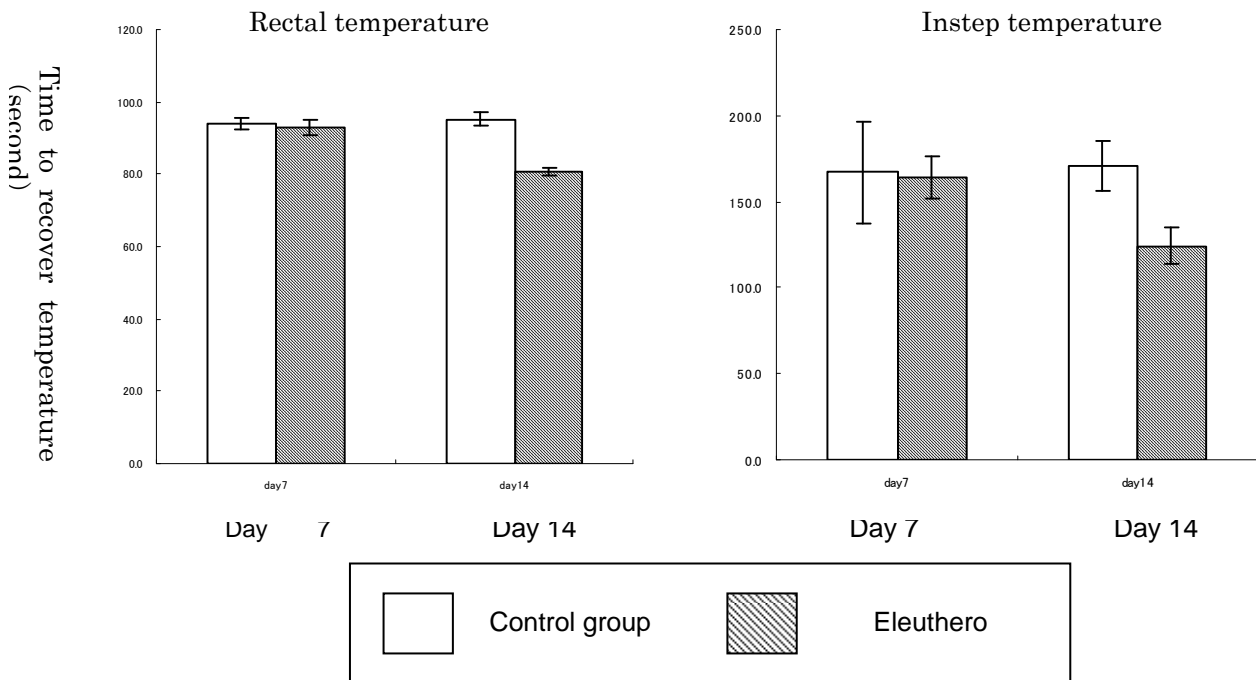 Rectal temperature
Time to recover temperature
(second)
120.0
100.0
80.0
60.0
40.0
20.0
0.0
day7
day14
Day 7
Day 14
Instep temperature
250.0
200.0
150.0
100.0
50.0
0.0
day7
day14
Day 7
Day 14
Control group
Eleuthero